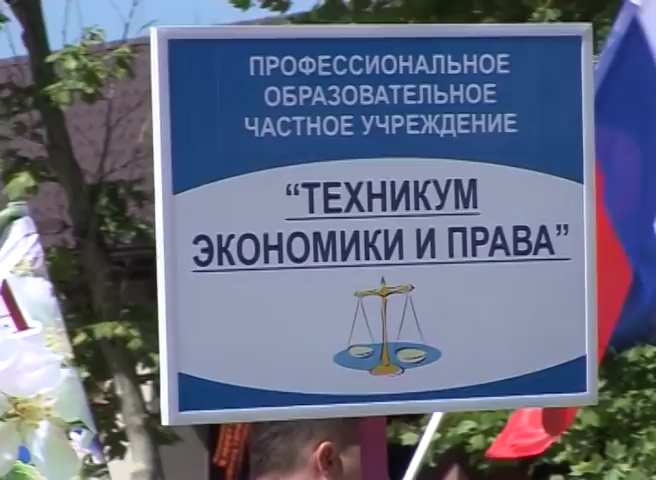 ПРОФЕССИОНАЛЬНОЕ
ОБРАЗОВАТЕЛЬНОЕ
ЧАСТНОЕ УЧРЕЖДЕНИЕ
“ТЕХНИКУМ
ЭКОНОМИКИ И ПРАВА”